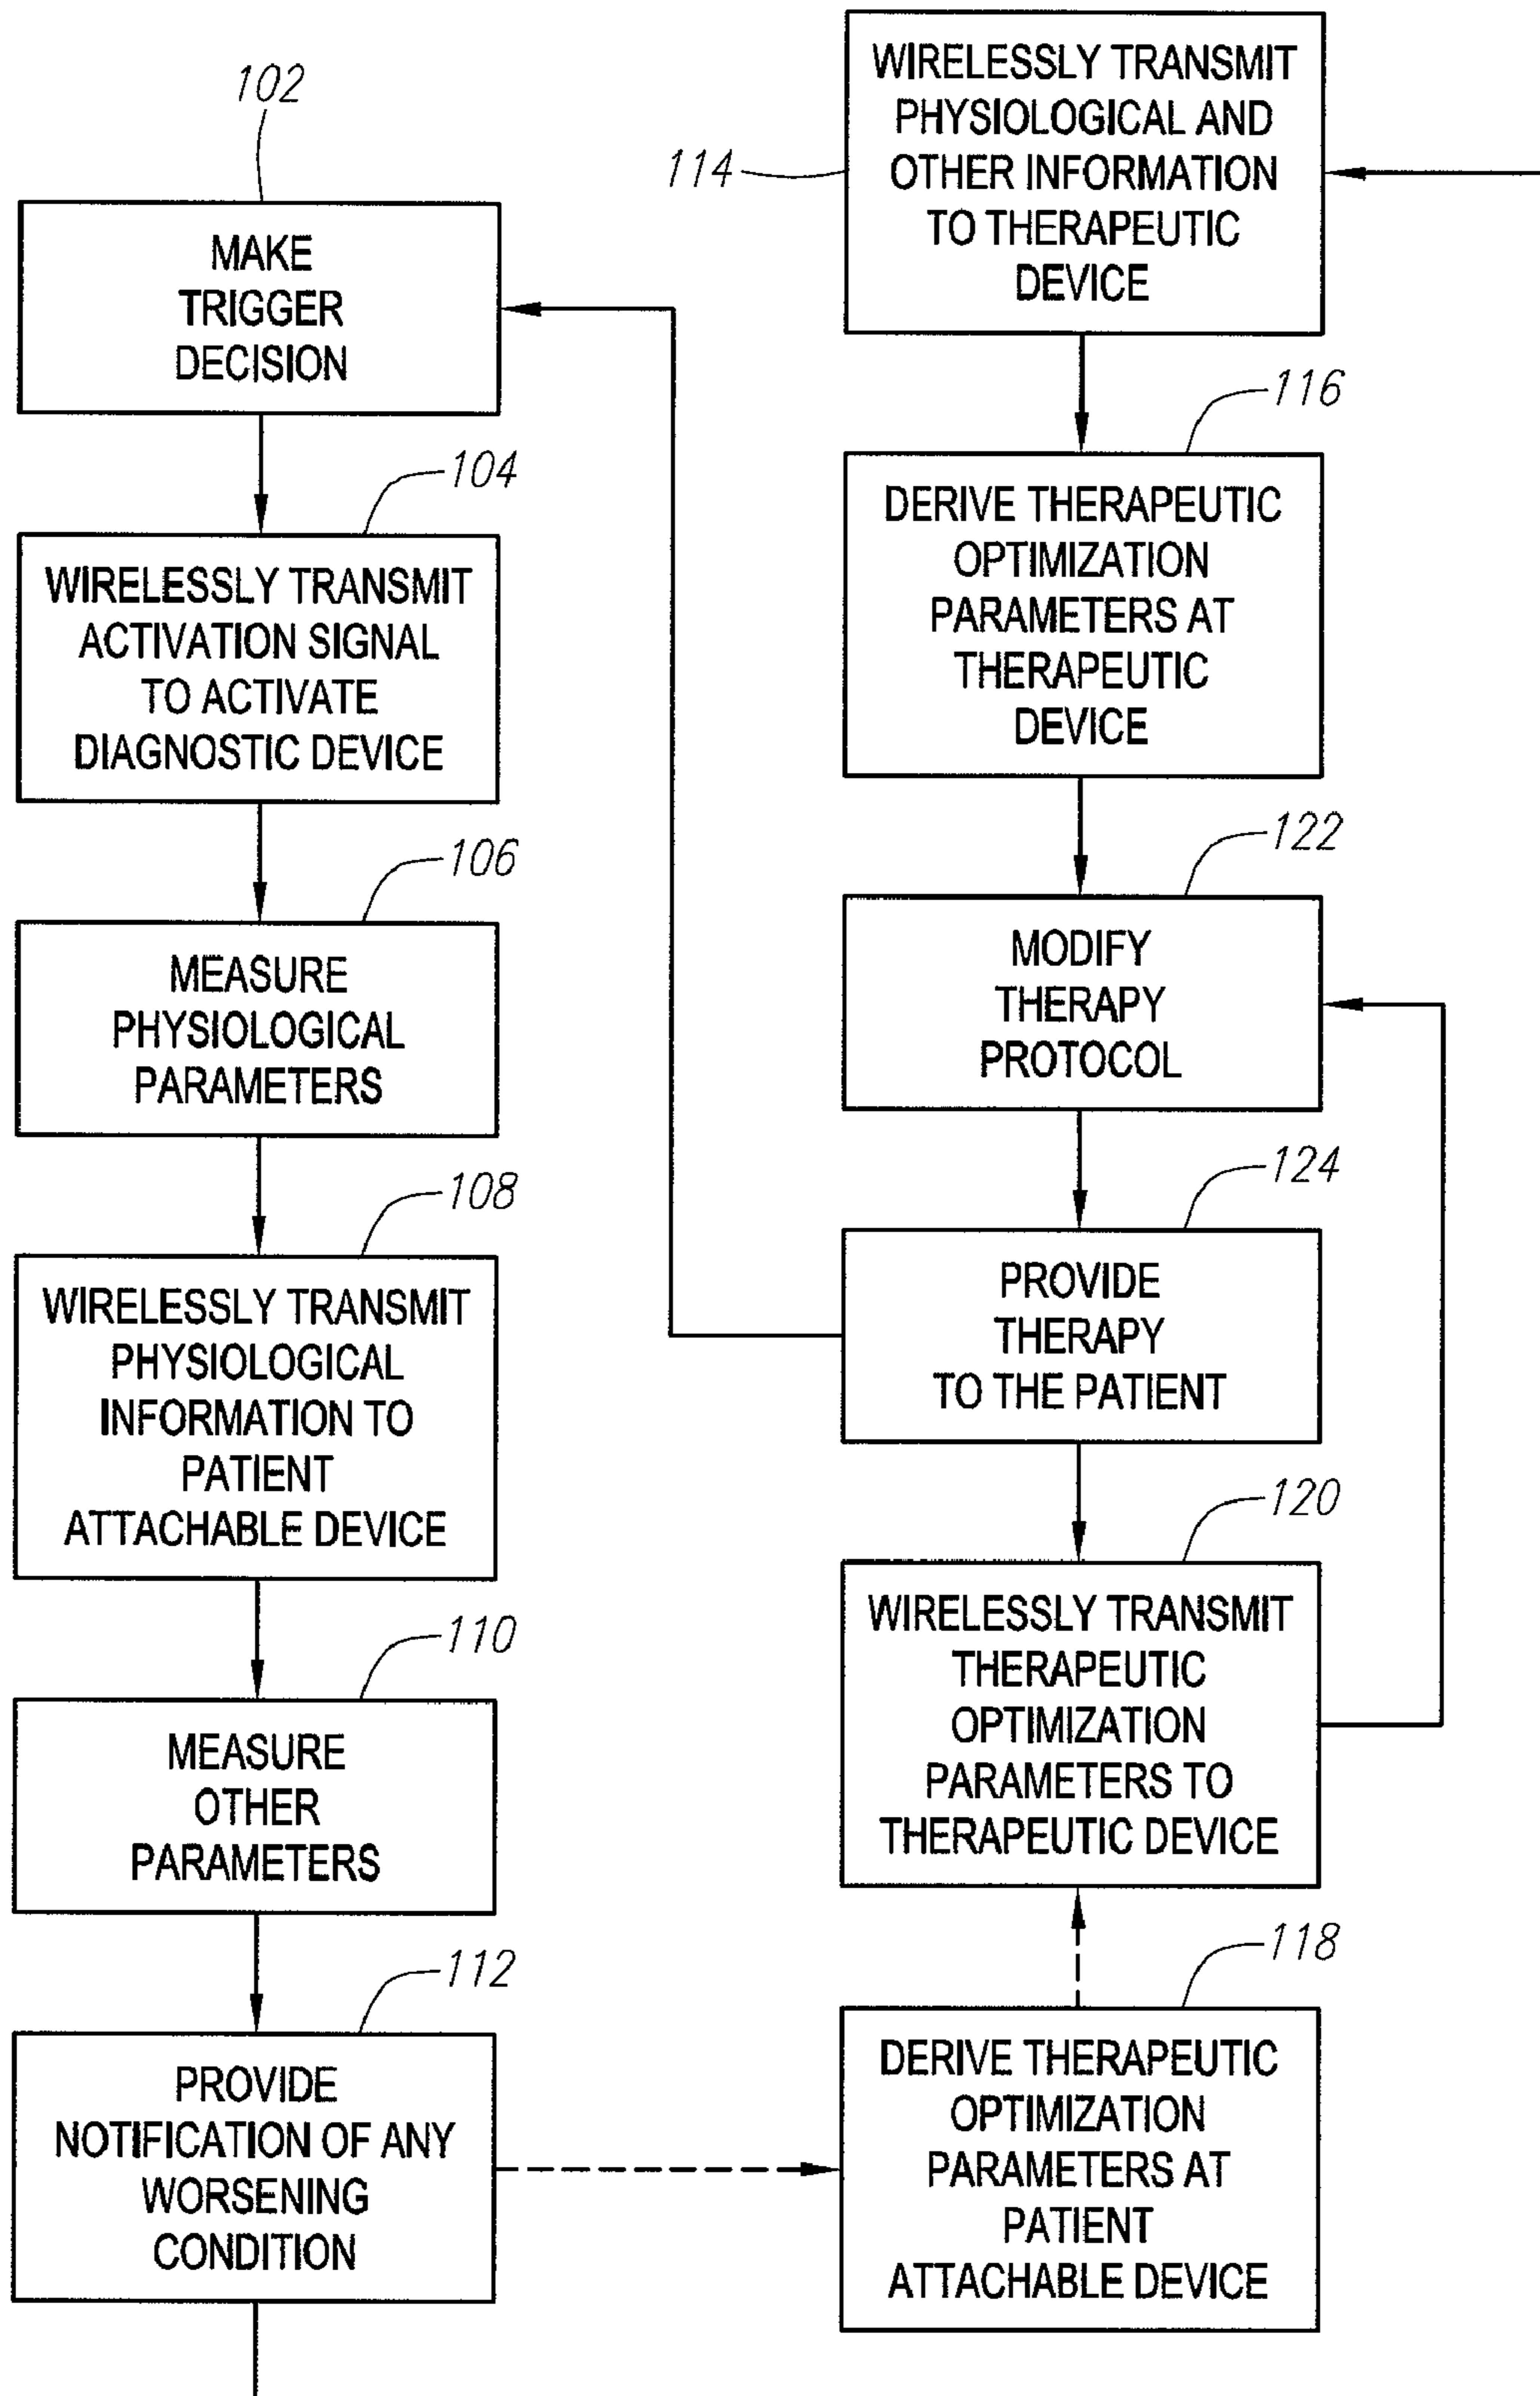 102
MAKE
TRIGGER
DECISION
104
WIRELESSLY TRANSMIT
ACTIVATION SIGNAL
TO ACTIVATE
DIAGNOSTIC DEVICE
106
MEASURE
PHYSIOLOGICAL
PARAMETERS
108
WIRELESSLY TRANSMIT
PHYSIOLOGICAL
INFORMATION TO
PATIENT
ATTACHABLE DEVICE
110
MEASURE
OTHER
PARAMETERS
112
PROVIDE
NOTIFICATION OF ANY
WORSENING
CONDITION
114
WIRELESSLY TRANSMIT
PHYSIOLOGICAL AND
OTHER INFORMATION
TO THERAPEUTIC
DEVICE
116
DERIVE THERAPEUTIC
OPTIMIZATION
PARAMETERS AT
THERAPEUTIC
DEVICE
122
MODIFY
THERAPY
PROTOCOL
124
PROVIDE
THERAPY
TO THE PATIENT
120
WIRELESSLY TRANSMIT
THERAPEUTIC
OPTIMIZATION
PARAMETERS TO
THERAPEUTIC DEVICE
118
DERIVE THERAPEUTIC
OPTIMIZATION
PARAMETERS AT
PATIENT
ATTACHABLE DEVICE